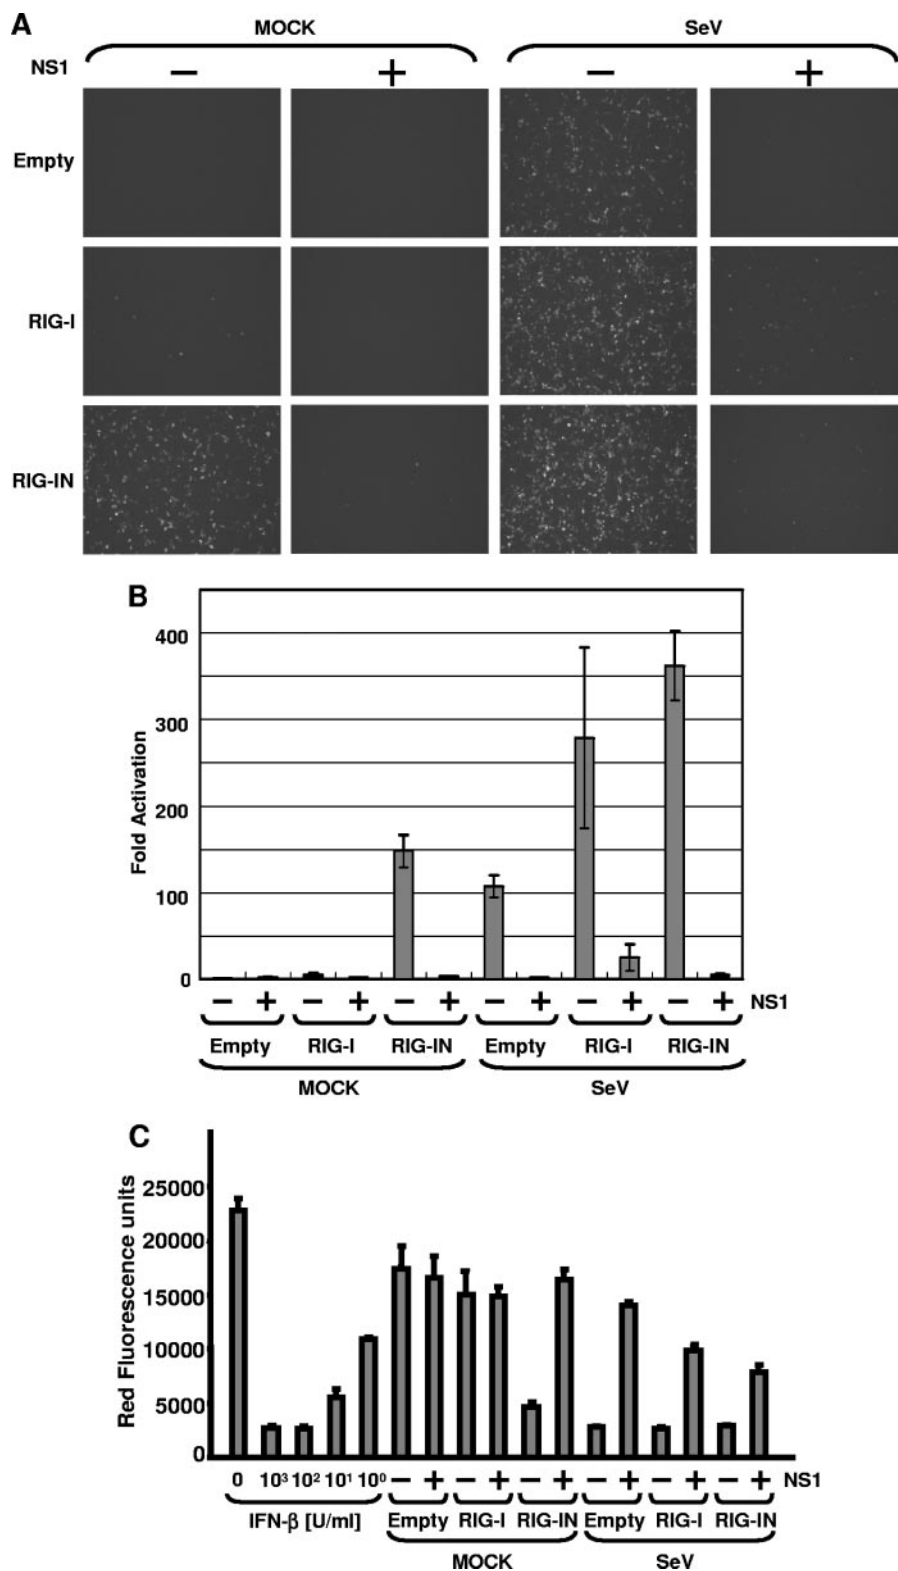 A
MOCK SeV
NS1 − + − +
Empty
RIG-I
RIG-IN
B
Fold Activation
400
300
200
100
0
− + − + − + − + − + − + NS1
Empty RIG-I RIG-IN Empty RIG-I RIG-IN
MOCK SeV
C
Red Fluorescence units
25000
20000
15000
10000
5000
0
0 10³ 10² 10¹ 10⁰ − + − + − + − + − + − + NS1
IFN-β [U/ml] Empty RIG-I RIG-IN Empty RIG-I RIG-IN
MOCK SeV